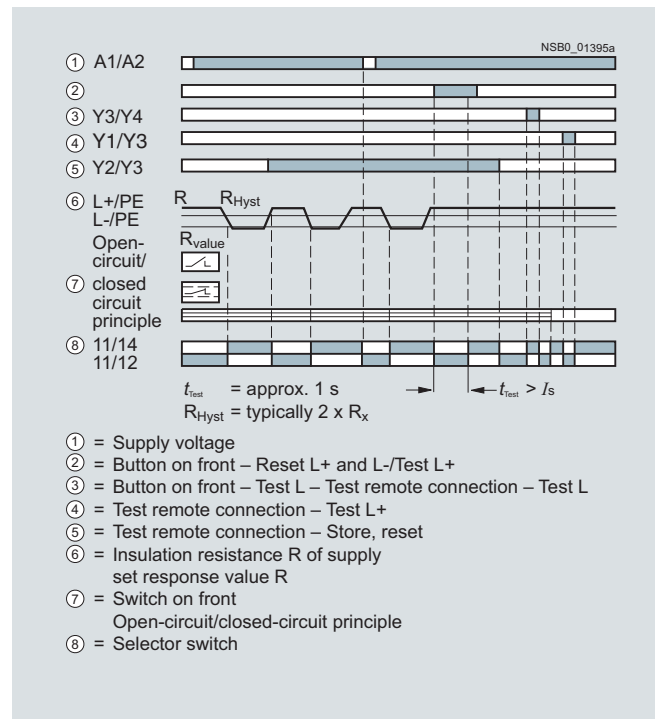 NSB0_01395a
① A1/A2
②
③ Y3/Y4
④ Y1/Y3
⑤ Y2/Y3
⑥ L+/PE R RHyst
L-/PE
Open- Rvalue
circuit/
⑦ closed
circuit
principle
⑧ 11/14
11/12
tTest = approx. 1 s tTest > Is
RHyst = typically 2 x Rx
① = Supply voltage
② = Button on front – Reset L+ and L-/Test L+
③ = Button on front – Test L – Test remote connection – Test L
④ = Test remote connection – Test L+
⑤ = Test remote connection – Store, reset
⑥ = Insulation resistance R of supply
set response value R
⑦ = Switch on front
Open-circuit/closed-circuit principle
⑧ = Selector switch